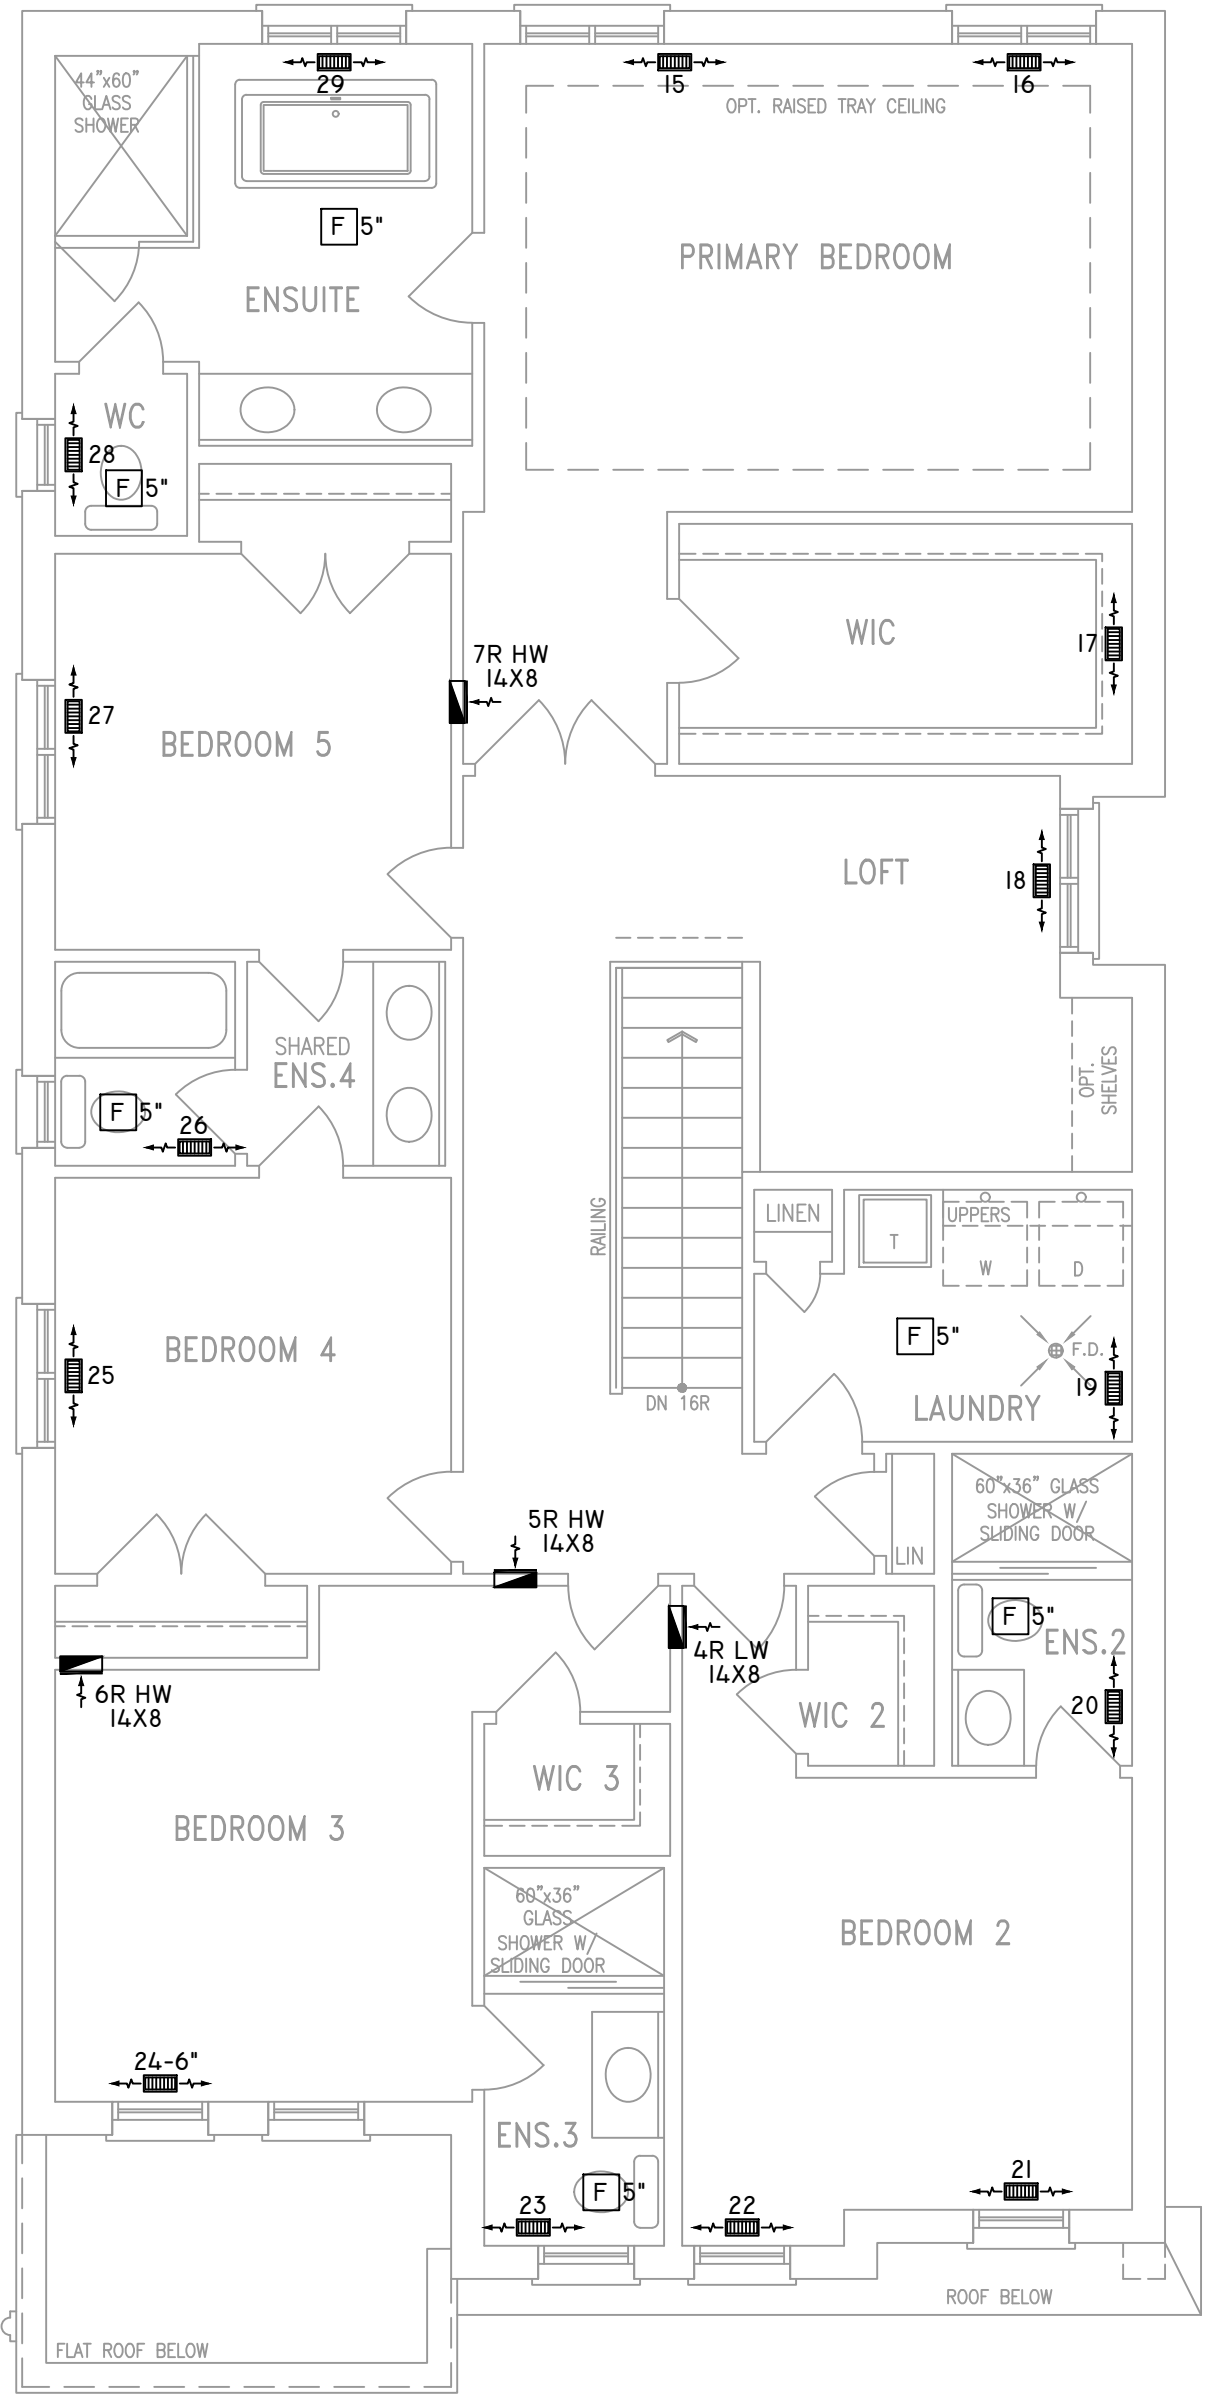 29
15
16
44"x60"
GLASS
SHOWER
OPT. RAISED TRAY CEILING
F 5"
PRIMARY BEDROOM
ENSUITE
WC
28
F 5"
WIC
17
7R HW
14X8
27
BEDROOM 5
LOFT
18
SHARED
ENS.4
OPT.
SHELVES
F 5"
26
RAILING
LINEN
UPPERS
T
W
D
F 5"
F.D.
BEDROOM 4
25
19
DN 16R
LAUNDRY
60"x36" GLASS
SHOWER W/
SLIDING DOOR
5R HW
14X8
LIN
F 5"
ENS.2
4R LW
14X8
6R HW
14X8
20
WIC 2
WIC 3
BEDROOM 3
60"x36"
GLASS
SHOWER W/
SLIDING DOOR
BEDROOM 2
24-6"
ENS.3
F 5"
21
23
22
ROOF BELOW
FLAT ROOF BELOW